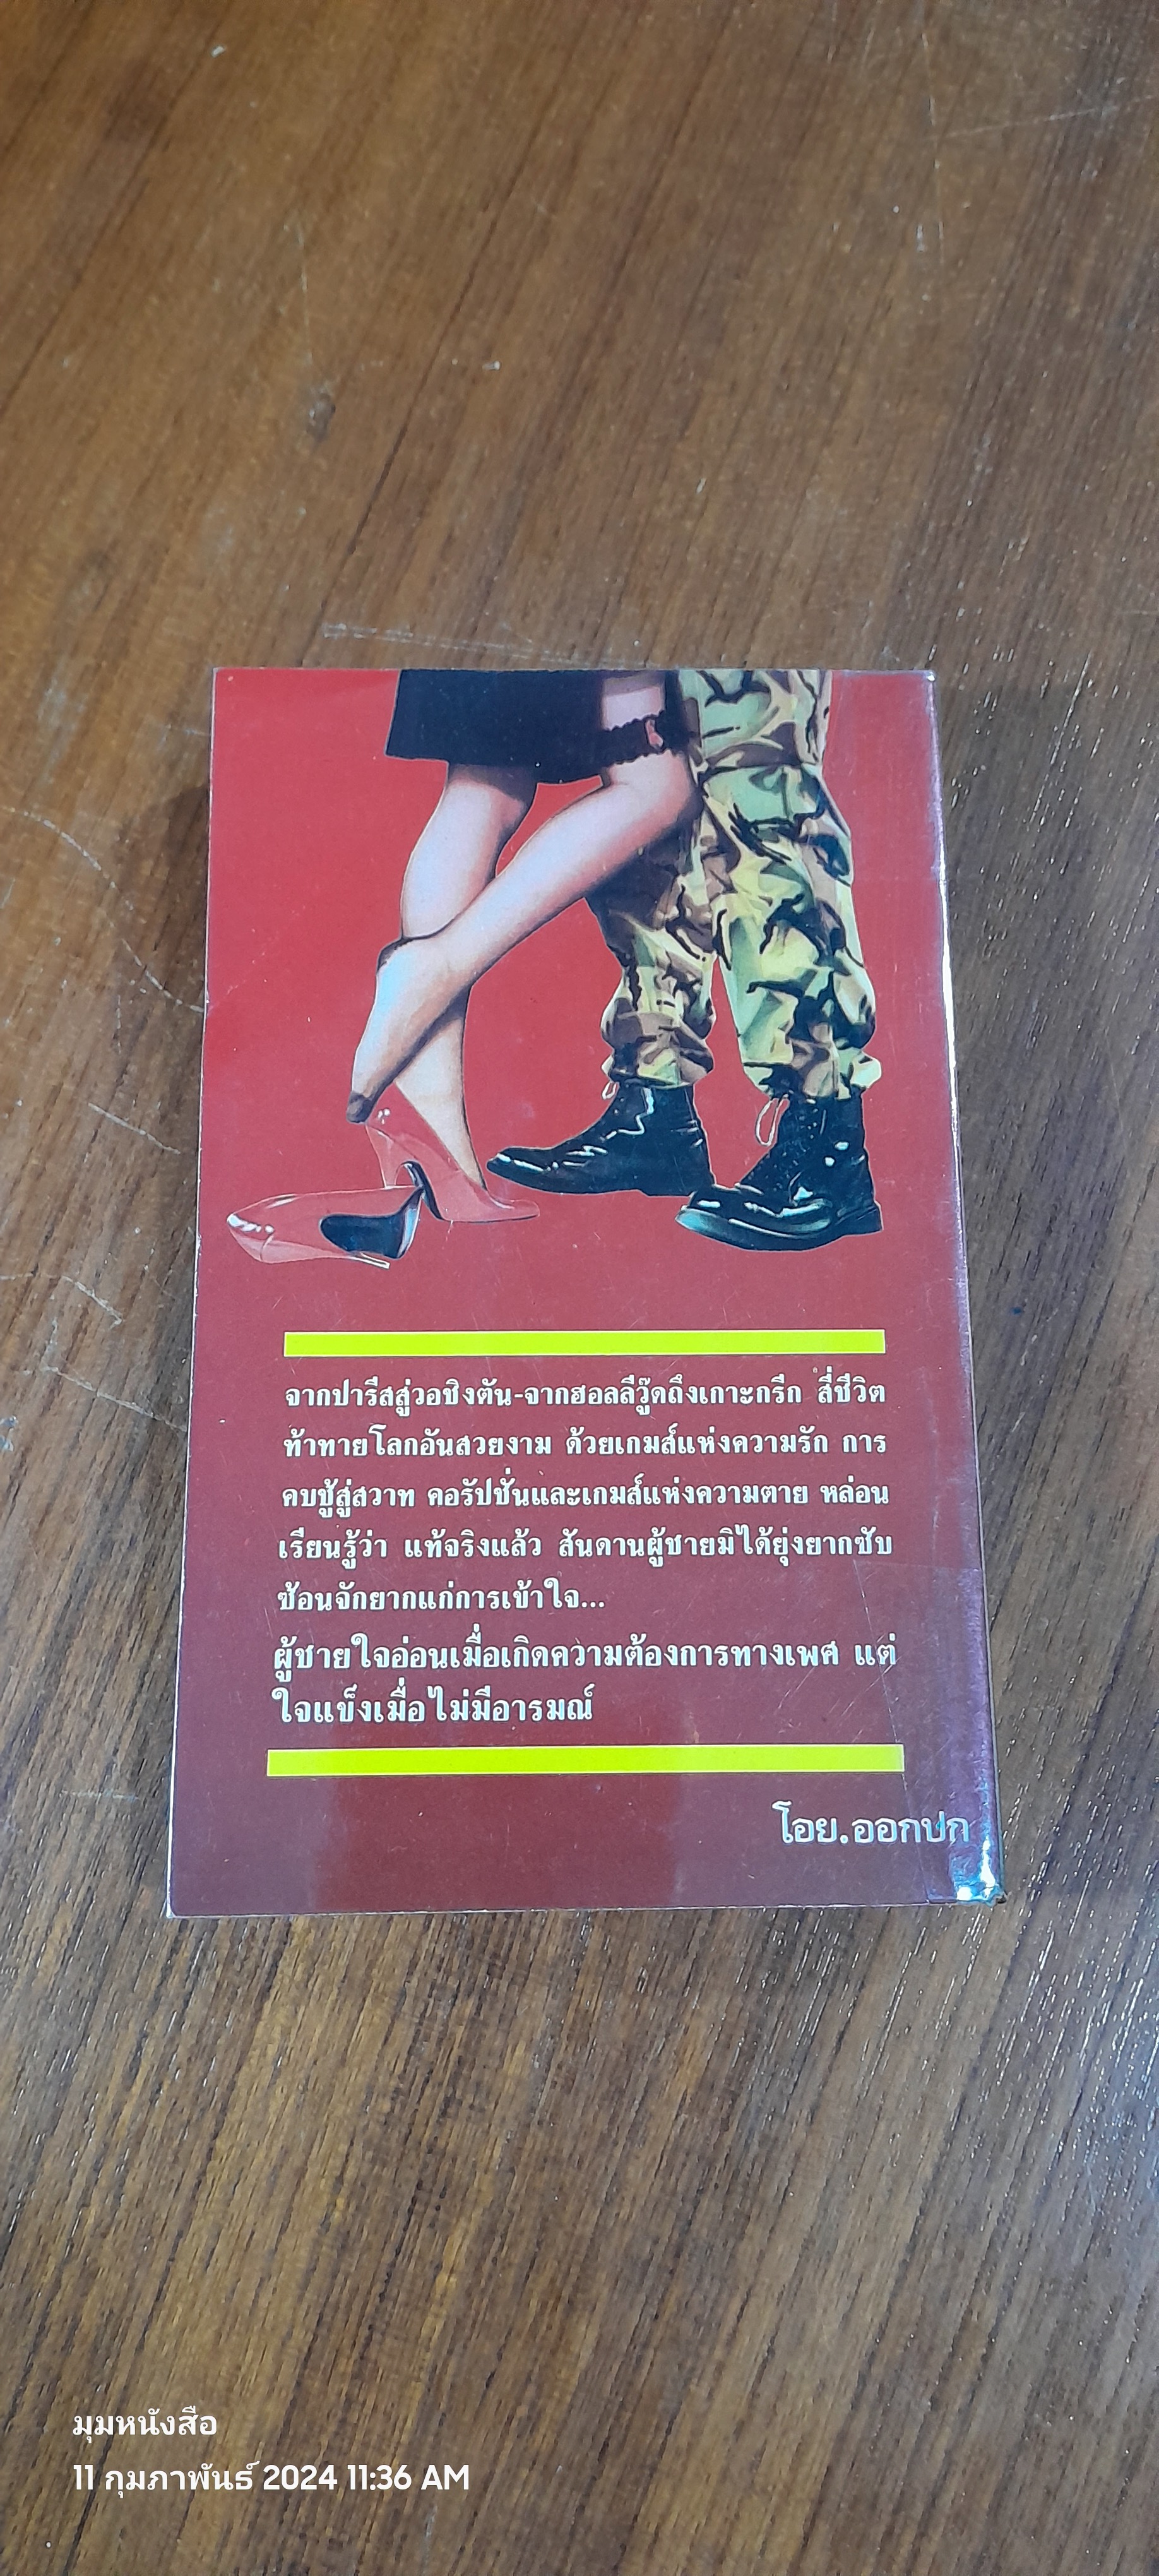 จากปารีสสู่วอชิงตัน-จากฮอลลีวู๊ดถึงเกาะกรีก สี่ชีวิต
ท้าทายโลกอันสวยงาม ด้วยเกมส์แห่งความรัก การ
คบชู้สู่สวาท คอรัปชั่นและเกมส์แห่งความตาย หล่อน
เรียนรู้ว่า แท้จริงแล้ว สันดานผู้ชายมิได้ยุ่งยากซับ
ซ้อนจักยากแก่การเข้าใจ...
ผู้ชายใจอ่อนเมื่อเกิดความต้องการทางเพศ แต่
ใจแข็งเมื่อไม่มีอารมณ์
โอย.ออกปก
มุมหนังสือ
11 กุมภาพันธ์ 2024 11:36 AM